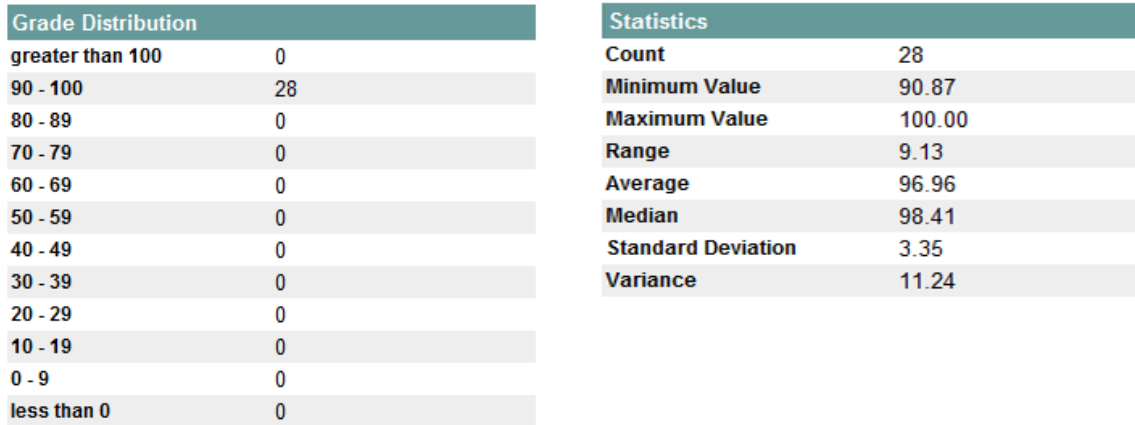 Grade Distribution
greater than 100 0
90 - 100 28
80 - 89 0
70 - 79 0
60 - 69 0
50 - 59 0
40 - 49 0
30 - 39 0
20 - 29 0
10 - 19 0
0 - 9 0
less than 0 0
Statistics
Count 28
Minimum Value 90.87
Maximum Value 100.00
Range 9.13
Average 96.96
Median 98.41
Standard Deviation 3.35
Variance 11.24